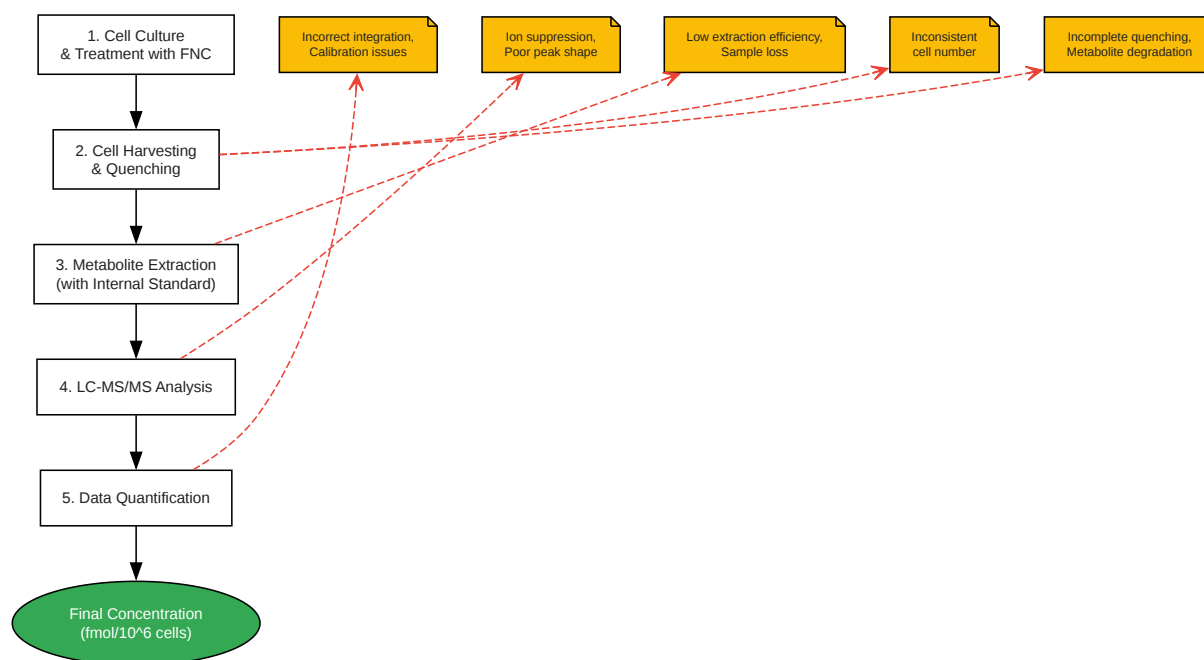 1. Cell Culture
& Treatment with FNC
Incorrect integration,
Calibration issues
Ion suppression,
Poor peak shape
Low extraction efficiency,
Sample loss
Inconsistent
cell number
Incomplete quenching,
Metabolite degradation
2. Cell Harvesting
& Quenching
3. Metabolite Extraction
(with Internal Standard)
4. LC-MS/MS Analysis
5. Data Quantification
Final Concentration
(fmol/10^6 cells)